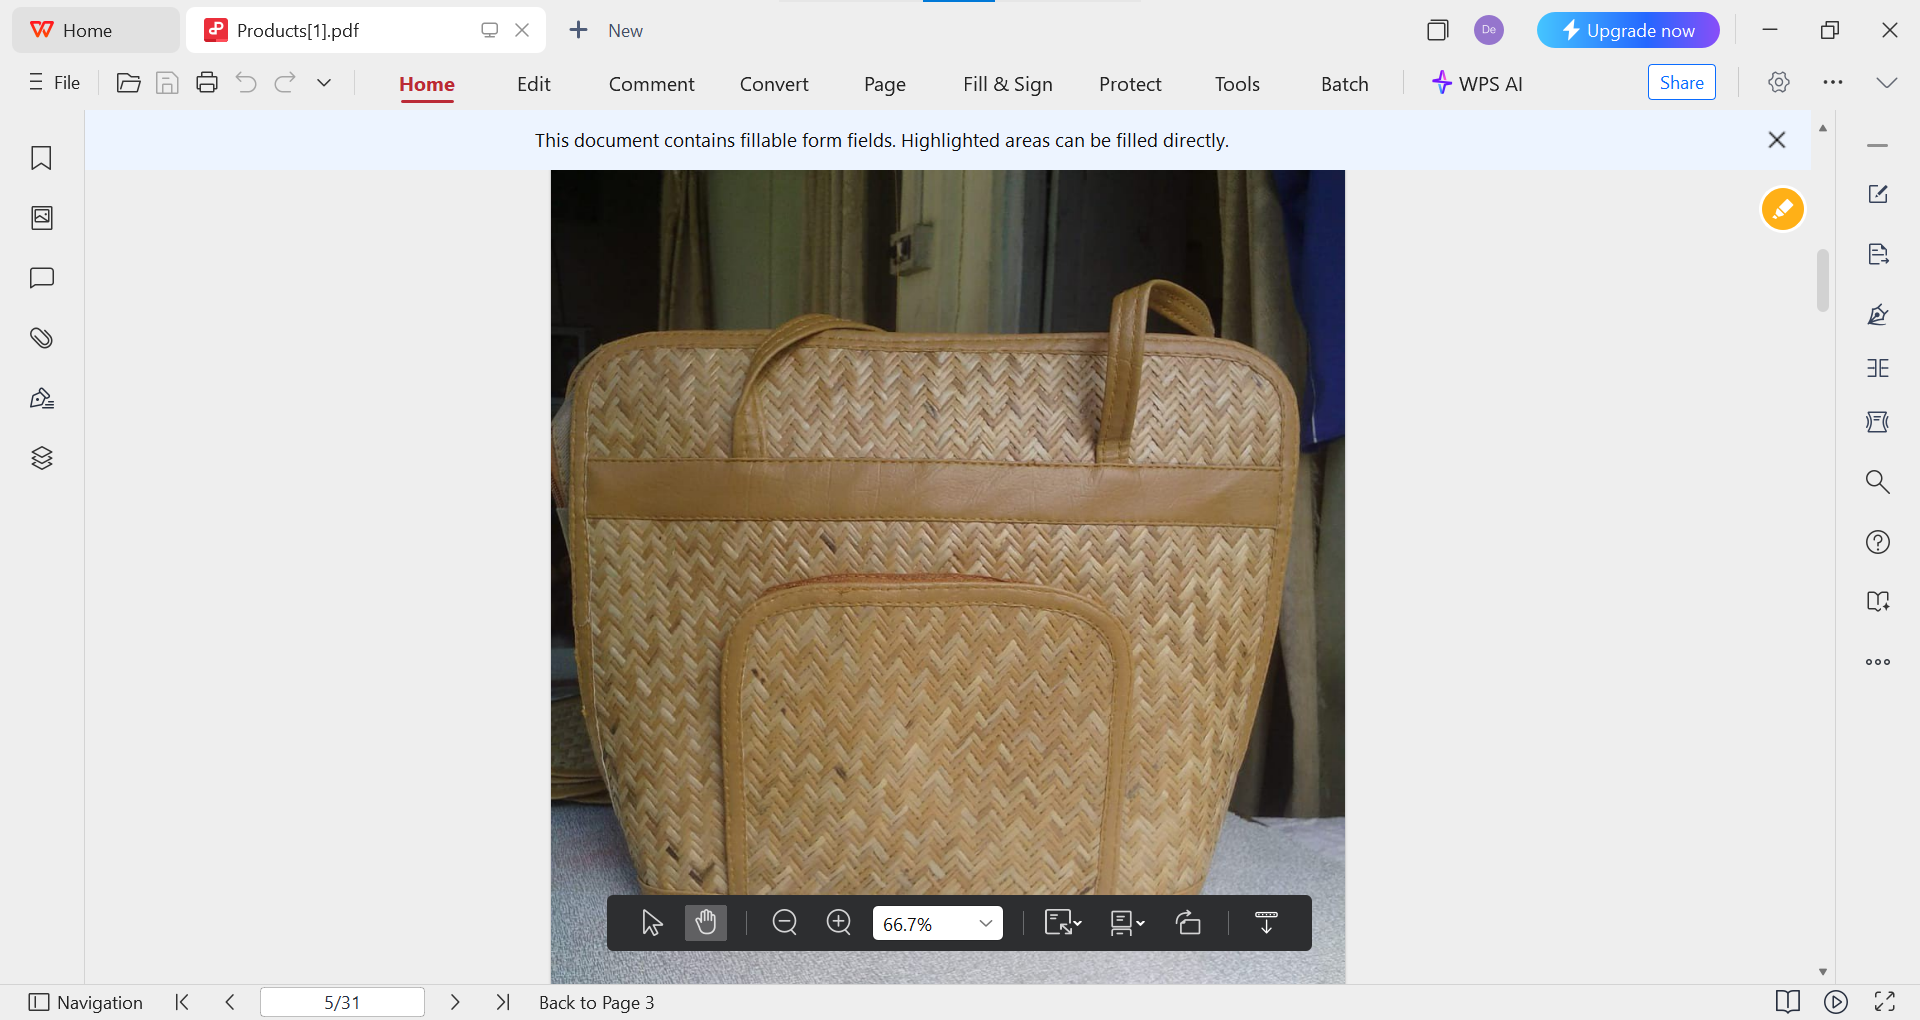 Home
Products[1].pdf
New
De
Upgrade now
File
Home
Edit
Comment
Convert
Page
Fill & Sign
Protect
Tools
Batch
WPS AI
Share
This document contains fillable form fields. Highlighted areas can be filled directly.
66.7%
Navigation
5/31
Back to Page 3